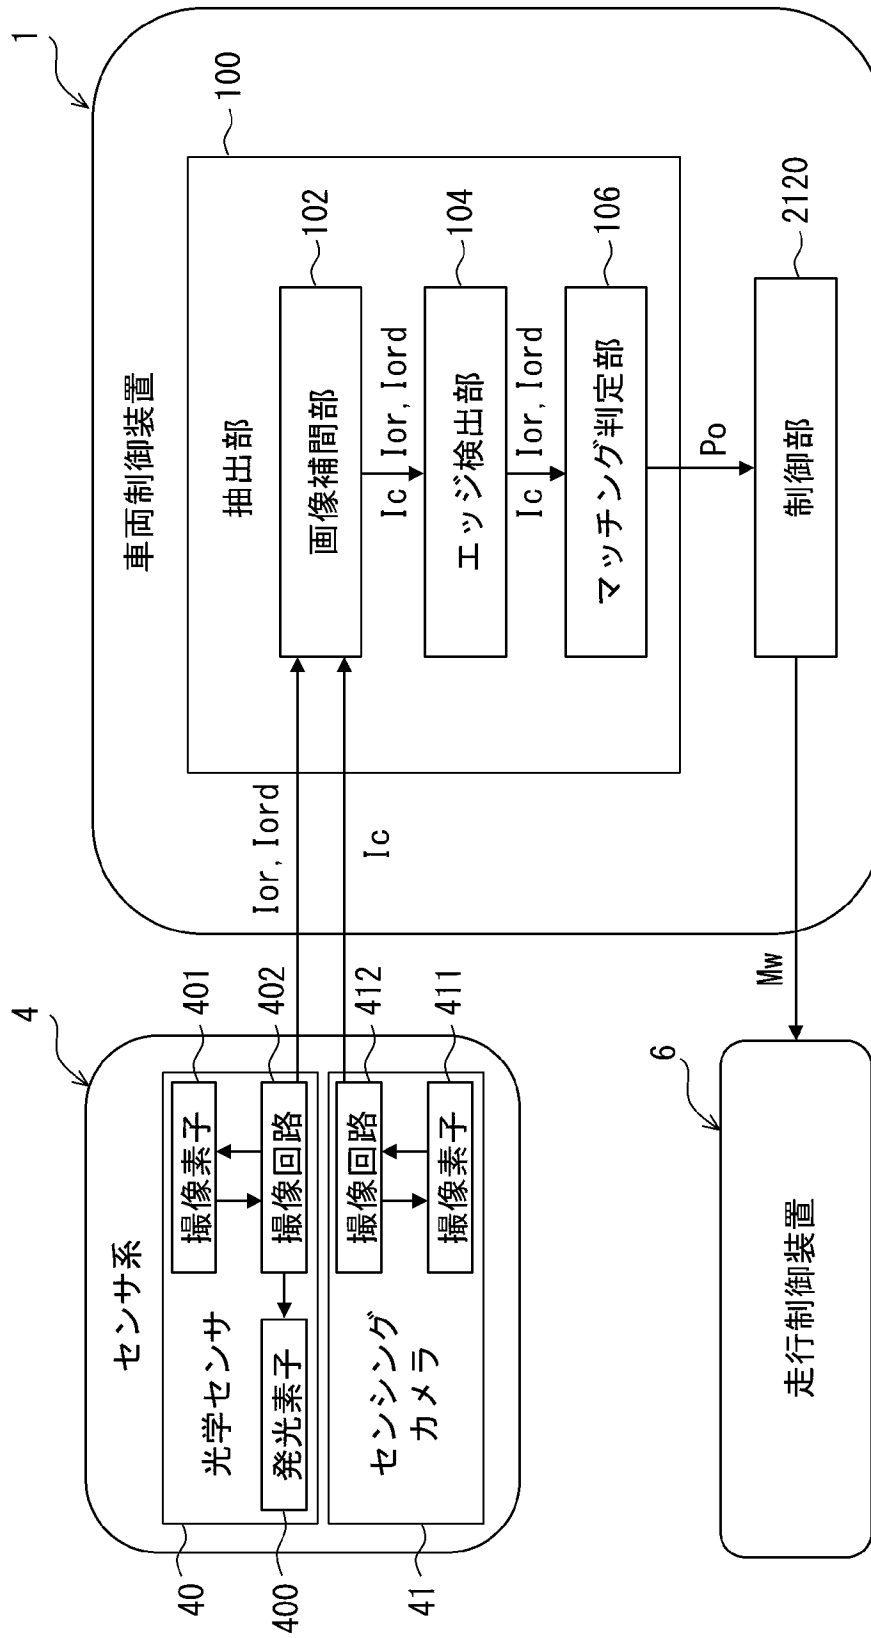 4
センサ系
40
光学センサ
撮像素子
401
発光素子
400
撮像回路
402
41
センシング
カメラ
撮像回路
412
撮像素子
411
Ior, Iord
Ic
1
車両制御装置
100
抽出部
画像補間部
102
Ic
Ior, Iord
エッジ検出部
104
Ic
Ior, Iord
マッチング判定部
106
Po
制御部
2120
Mw
6
走行制御装置